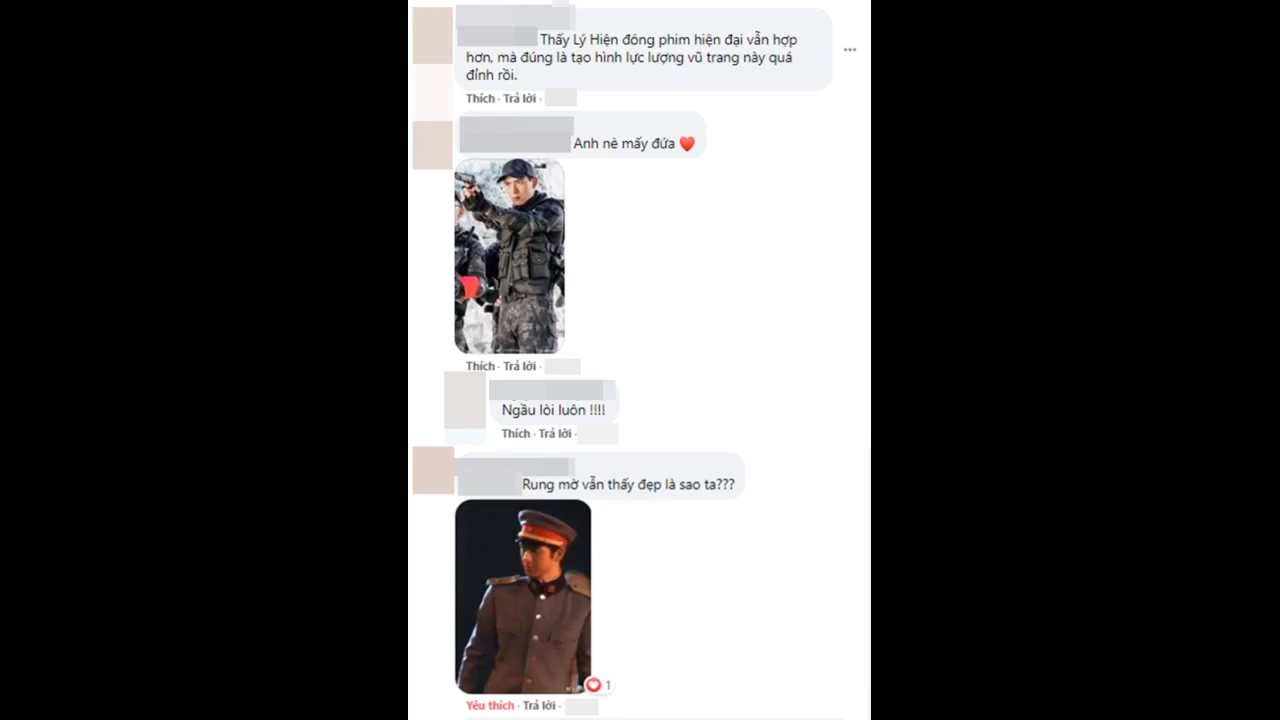 Thấy Lý Hiện đóng phim hiện đại vẫn hợp
hơn, mà đúng là tạo hình lực lượng vũ trang này quá
đỉnh rồi.
Thích · Trả lời ·
Anh nè mấy đứa ❤️
Thích · Trả lời ·
Ngầu lòi luôn !!!!
Thích · Trả lời ·
Rung mờ vẫn thấy đẹp là sao ta???
1
Yêu thích · Trả lời ·